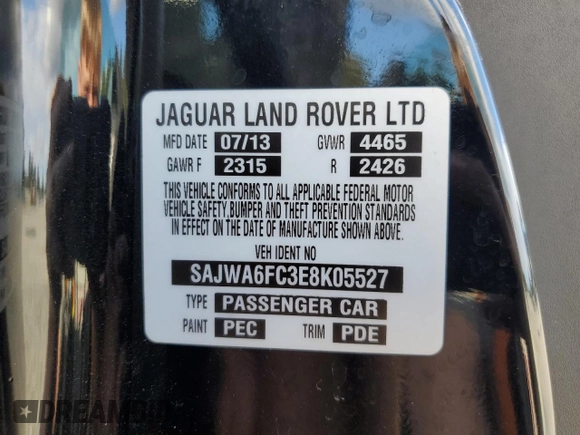 JAGUAR LAND ROVER LTD
MFD DATE 07/13 GVWR 4465
GAWR F 2315 R 2426
THIS VEHICLE CONFORMS TO ALL APPLICABLE FEDERAL MOTOR
VEHICLE SAFETY,BUMPER AND THEFT PREVENTION STANDARDS
IN EFFECT ON THE DATE OF MANUFACTURE SHOWN ABOVE.
VEH IDENT NO
SAJWA6FC3E8K05527
TYPE PASSENGER CAR
PAINT PEC TRIM PDE